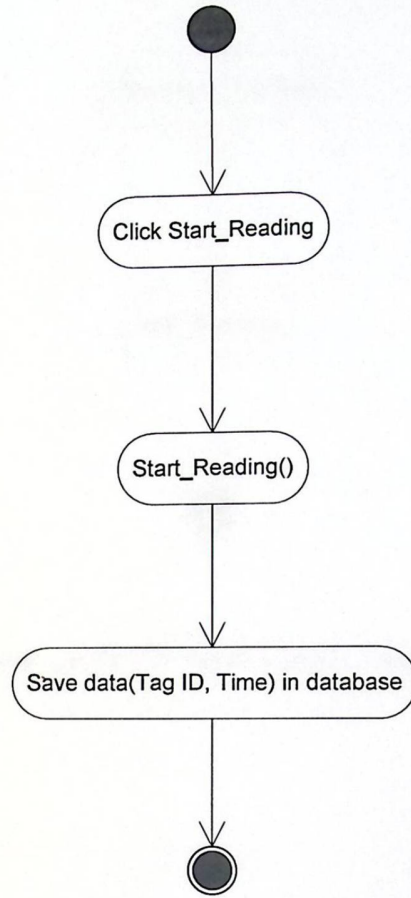 Click Start_Reading
Start_Reading()
Save data(Tag ID, Time) in database